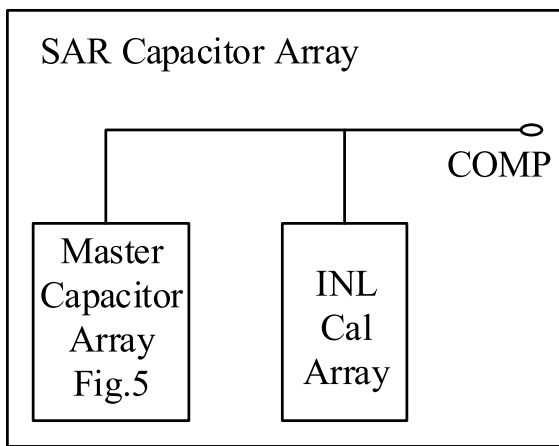 SAR Capacitor Array
COMP
Master
Capacitor
Array
Fig.5
INL
Cal
Array